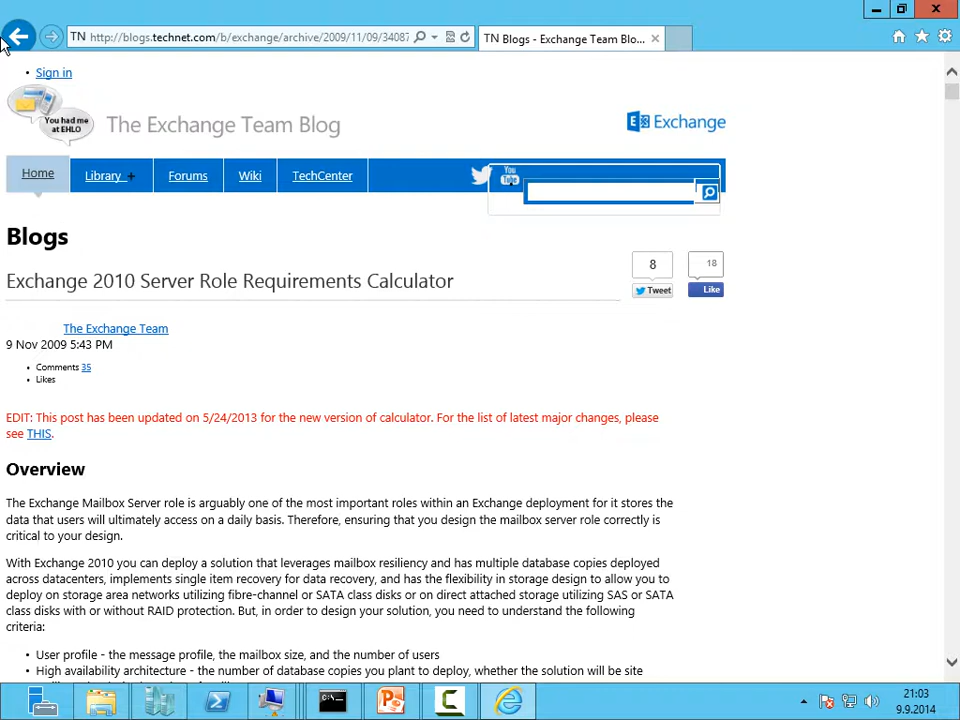 TN http://blogs.technet.com/b/exchange/archive/2009/11/09/34087
TN Blogs - Exchange Team Blo...
Sign in
You had me
at EHLO
The Exchange Team Blog
Exchange
Home
Library +
Forums
Wiki
TechCenter
You
Tube
Blogs
Exchange 2010 Server Role Requirements Calculator
8
18
Tweet
Like
The Exchange Team
9 Nov 2009 5:43 PM
Comments 35
Likes
EDIT: This post has been updated on 5/24/2013 for the new version of calculator. For the list of latest major changes, please
see THIS.
Overview
The Exchange Mailbox Server role is arguably one of the most important roles within an Exchange deployment for it stores the
data that users will ultimately access on a daily basis. Therefore, ensuring that you design the mailbox server role correctly is
critical to your design.
With Exchange 2010 you can deploy a solution that leverages mailbox resiliency and has multiple database copies deployed
across datacenters, implements single item recovery for data recovery, and has the flexibility in storage design to allow you to
deploy on storage area networks utilizing fibre-channel or SATA class disks or on direct attached storage utilizing SAS or SATA
class disks with or without RAID protection. But, in order to design your solution, you need to understand the following
criteria:
User profile - the message profile, the mailbox size, and the number of users
High availability architecture - the number of database copies you plan to deploy, whether the solution will be site
21:03
9.9.2014